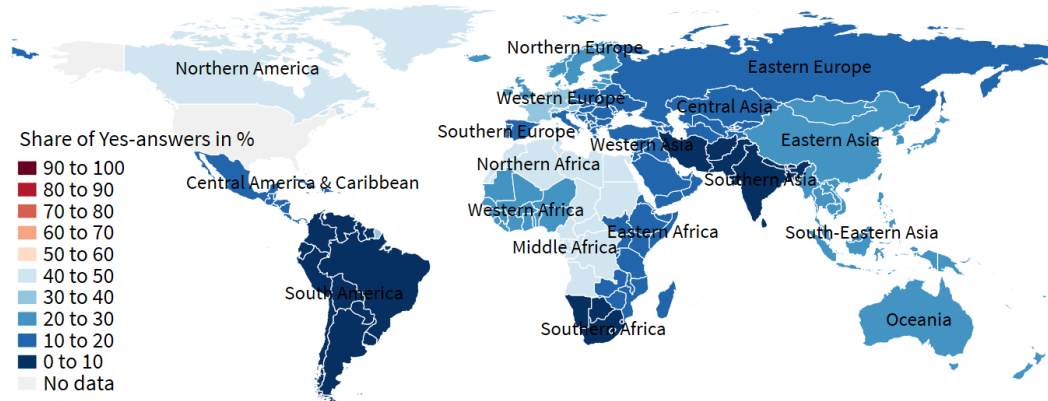 Northern Europe
Northern America
Eastern Europe
Western Europe
Central Asia
Share of Yes-answers in %
Southern Europe
Western Asia
Eastern Asia
Northern Africa
Central America & Caribbean
Southern Asia
Western Africa
Eastern Africa
South-Eastern Asia
Middle Africa
South America
Oceania
Southern Africa
90 to 100
80 to 90
70 to 80
60 to 70
50 to 60
40 to 50
30 to 40
20 to 30
10 to 20
0 to 10
No data